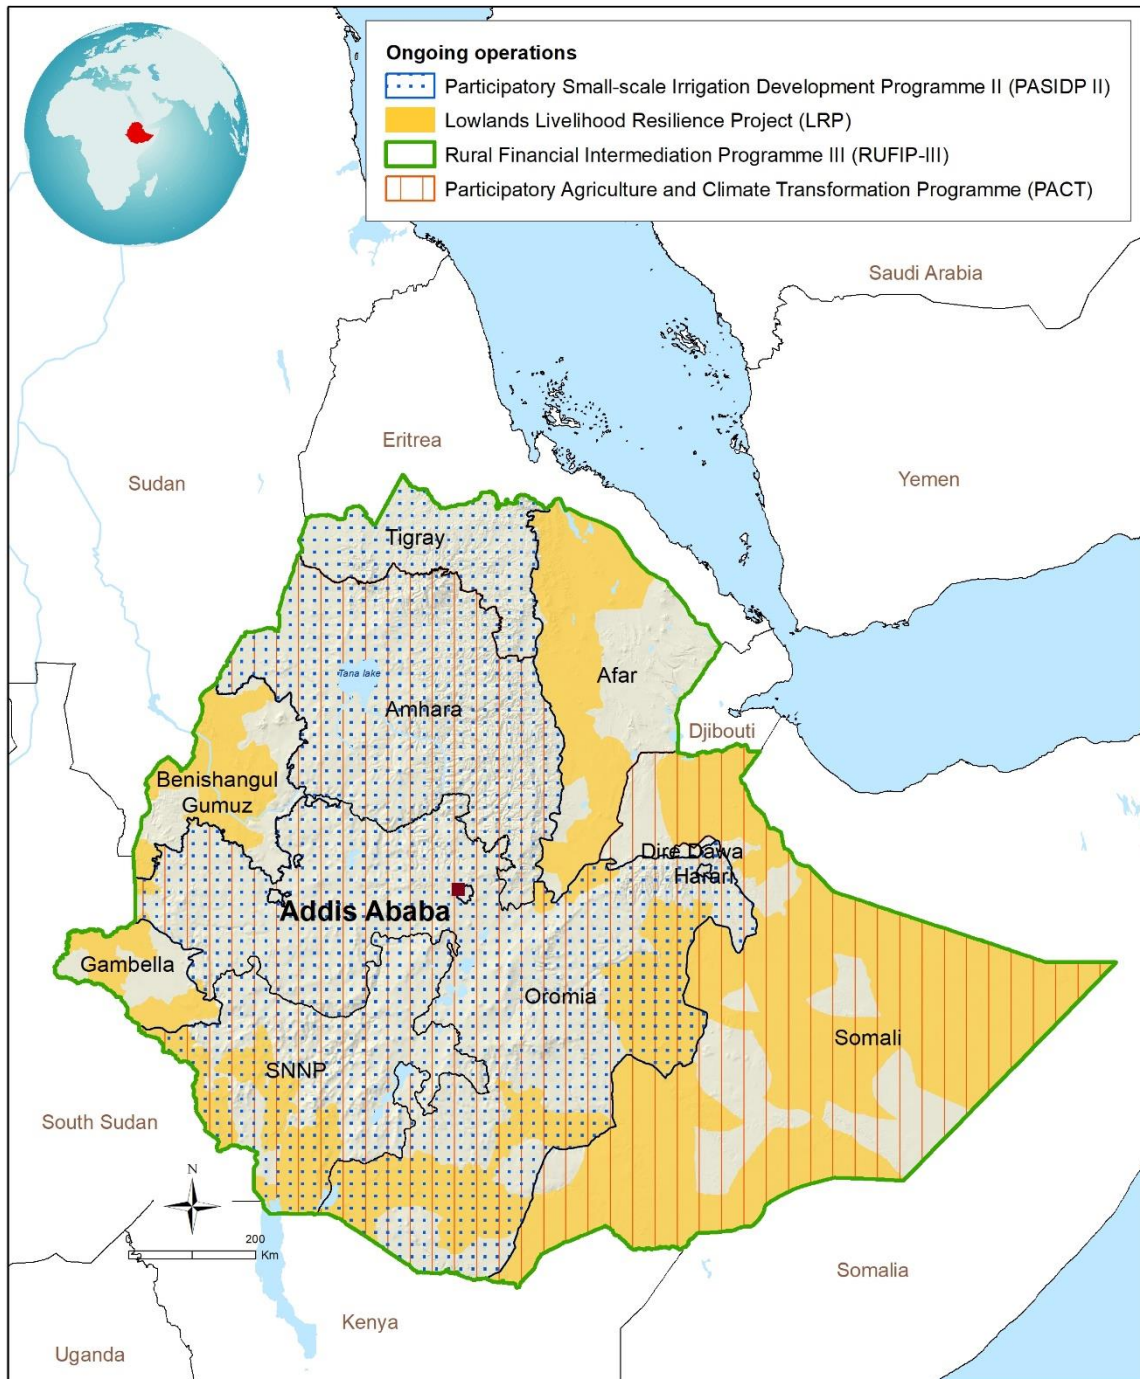 Ongoing operations
Participatory Small-scale Irrigation Development Programme II (PASIDP II)
Lowlands Livelihood Resilience Project (LRP)
Rural Financial Intermediation Programme III (RUFIP-III)
Participatory Agriculture and Climate Transformation Programme (PACT)
Saudi Arabia
Eritrea
Sudan
Yemen
Tigray
Tana lake
Afar
Amhara
Djibouti
Benishangul
Gumuz
Dire Dawa
Harari
Addis Ababa
Gambella
Oromia
Somali
SNNP
South Sudan
N
0 200
Km
Somalia
Kenya
Uganda